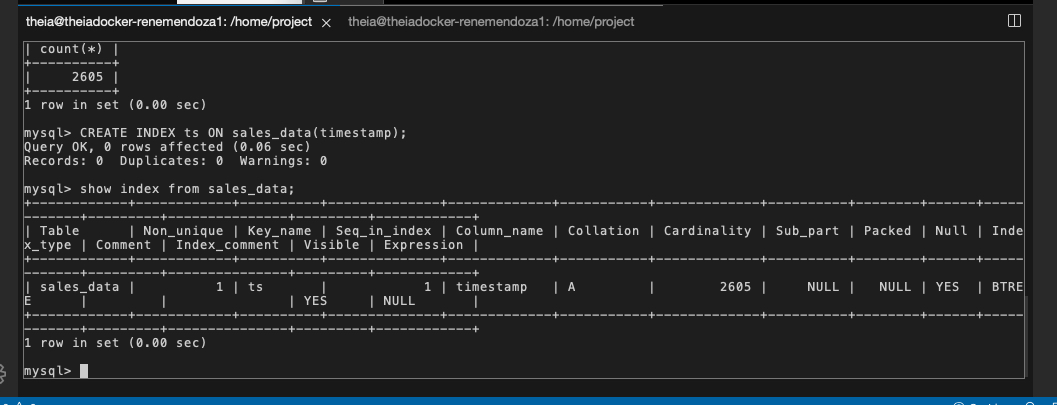 theia@theiadocker-renemendoza1: /home/project × theia@theiadocker-renemendoza1: /home/project
| count(*) |
+----------+
|     2605 |
+----------+
1 row in set (0.00 sec)
mysql> CREATE INDEX ts ON sales_data(timestamp);
Query OK, 0 rows affected (0.06 sec)
Records: 0  Duplicates: 0  Warnings: 0
mysql> show index from sales_data;
+------------+------------+----------+--------------+-------------+-----------+-------------+----------+--------+------+-----
-------+---------+---------------+---------+------------+
| Table      | Non_unique | Key_name | Seq_in_index | Column_name | Collation | Cardinality | Sub_part | Packed | Null | Inde
x_type | Comment | Index_comment | Visible | Expression |
+------------+------------+----------+--------------+-------------+-----------+-------------+----------+--------+------+-----
-------+---------+---------------+---------+------------+
| sales_data |          1 | ts       |            1 | timestamp   | A         |        2605 |     NULL |   NULL | YES  | BTRE
E      |         |               | YES     | NULL       |
+------------+------------+----------+--------------+-------------+-----------+-------------+----------+--------+------+-----
-------+---------+---------------+---------+------------+
1 row in set (0.00 sec)
mysql>